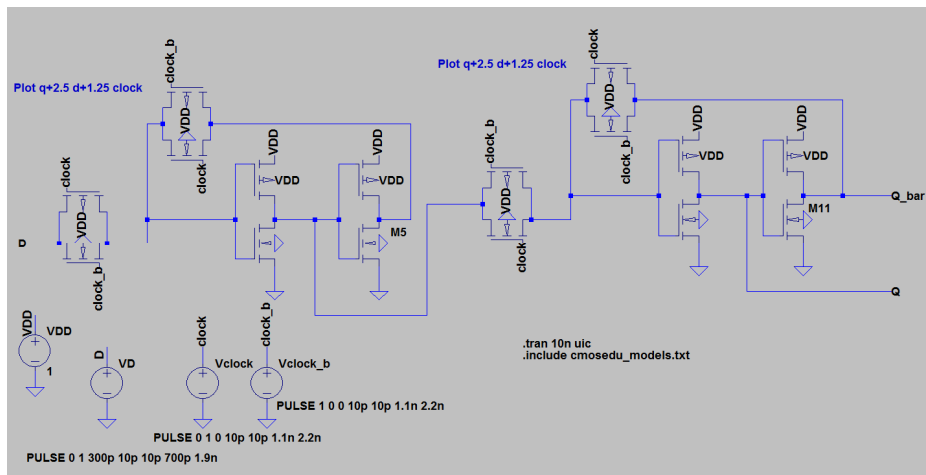 Plot q+2.5 d+1.25 clock
clock_b
VDD
clock
VDD
VDD
VDD
VDD
M5
clock
VDD
clock_b
D
Plot q+2.5 d+1.25 clock
clock
VDD
clock_b
clock_b
VDD
clock
VDD
VDD
VDD
VDD
M11
Q_bar
Q
VDD
VDD
1
D
VD
clock
Vclock
clock_b
Vclock_b
.tran 10n uic
.include cmosedu_models.txt
PULSE 1 0 0 10p 10p 1.1n 2.2n
PULSE 0 1 0 10p 10p 1.1n 2.2n
PULSE 0 1 300p 10p 10p 700p 1.9n